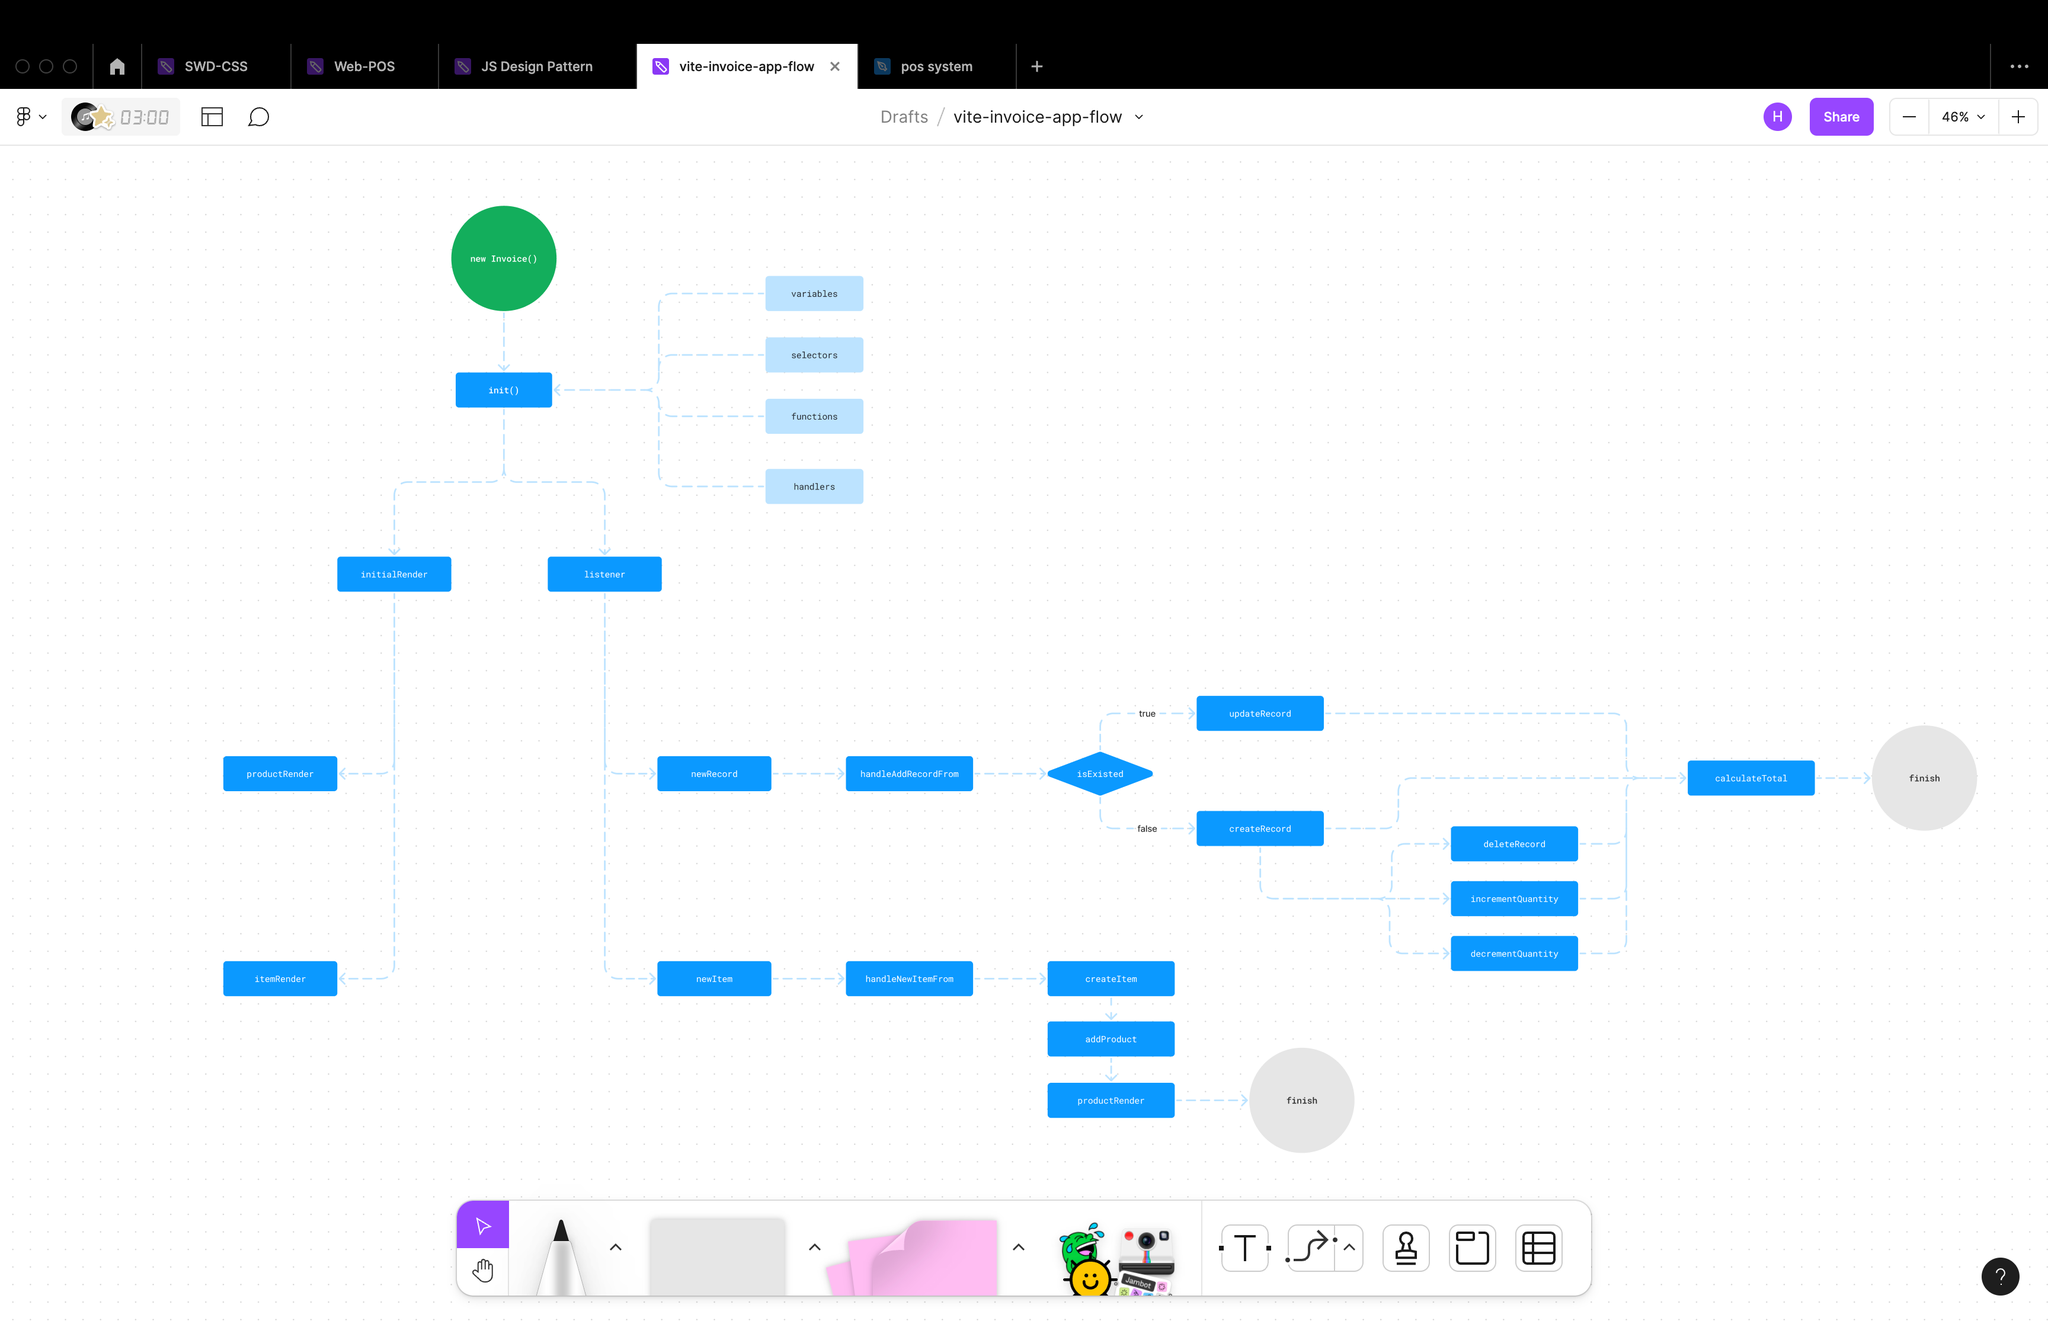 SWD-CSS
Web-POS
JS Design Pattern
vite-invoice-app-flow
pos system
03:00
Drafts / vite-invoice-app-flow
H
Share
46%
new Invoice()
variables
selectors
init()
functions
handlers
initialRender
listener
true
updateRecord
productRender
newRecord
handleAddRecordFrom
isExisted
calculateTotal
finish
false
createRecord
deleteRecord
incrementQuantity
decrementQuantity
itemRender
newItem
handleNewItemFrom
createItem
addProduct
productRender
finish
Jambot
T
?